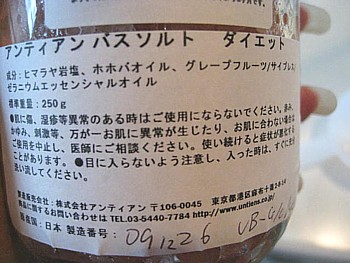 アンティアン バスソルト ダイエット
成分：ヒマラヤ岩塩、ホホバオイル、グレープフルーツ/サイプレス/
ゼラニウムエッセンシャルオイル
標準重量：250g
●肌に傷、湿疹等異常のある時はご使用にならないでください。赤み、
かゆみ、刺激等、万が一お肌に異常が生じたり、お肌に合わない場合は
ご使用を中止し、医師にご相談ください。使い続けると症状が悪化する
ことがあります。●目に入らないよう注意し、入った時は、すぐに充分
洗い流してください。
製造販売会社：株式会社アンティアン 〒106-0045 東京都港区麻布十番
商品に関するお問い合わせ TEL.03-5440-7784 http://www.untiens.co.jp/
原産国：日本 製造番号： 091226 VB-